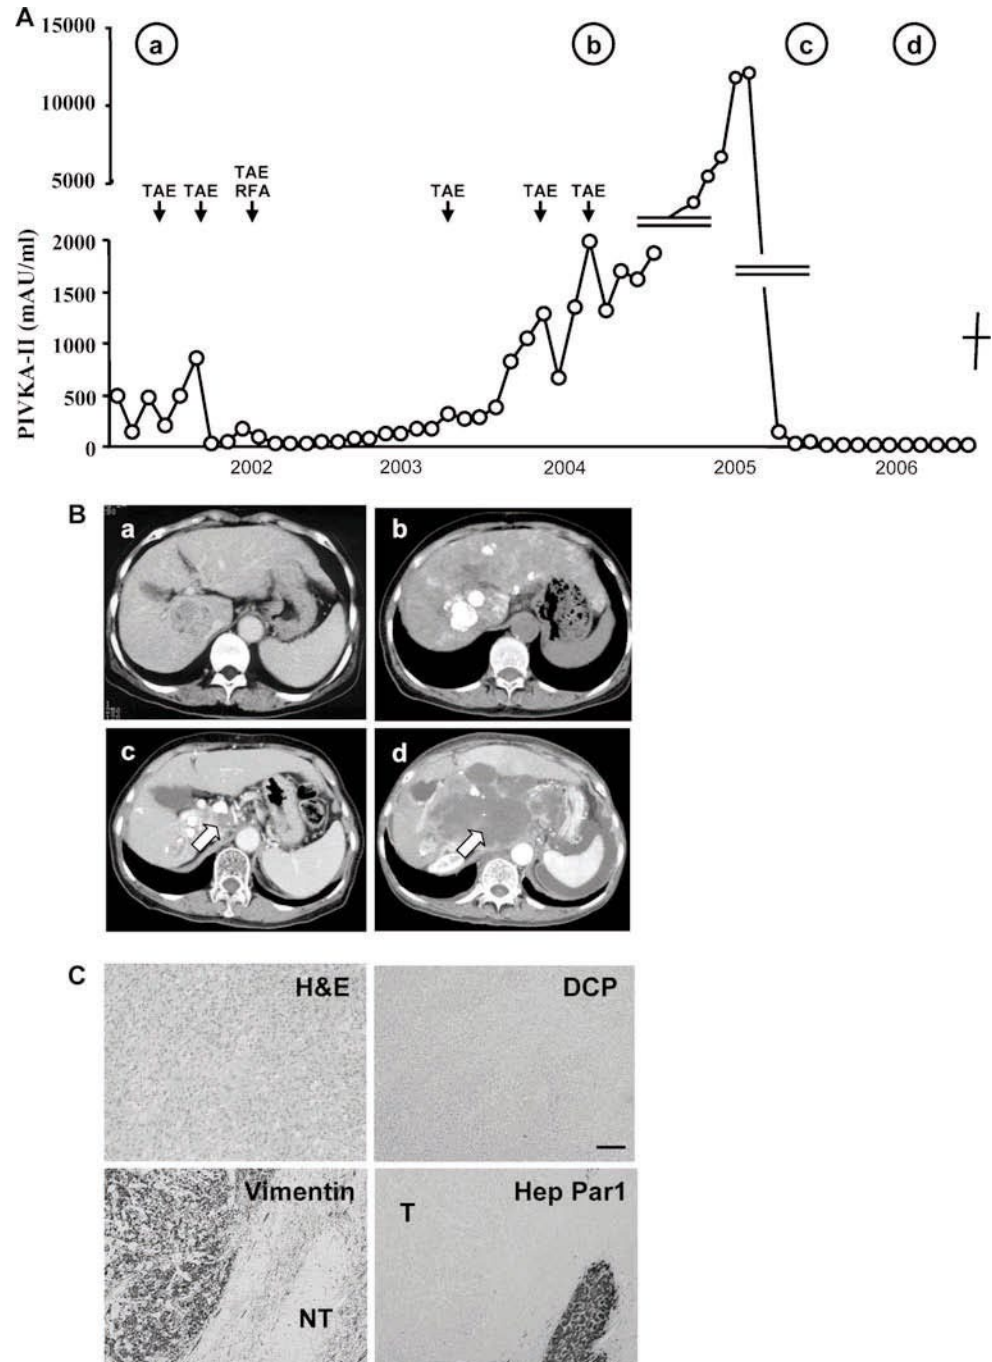 A
15000
a
b
c
d
10000
TAE
RFA
5000
TAE
TAE
TAE
TAE
TAE
2000
1500
1000
500
0
PIVKA-II (mAU/ml)
2002
2003
2004
2005
2006
B
a
b
c
d
C
H&E
DCP
Vimentin
NT
Hep Par1
T